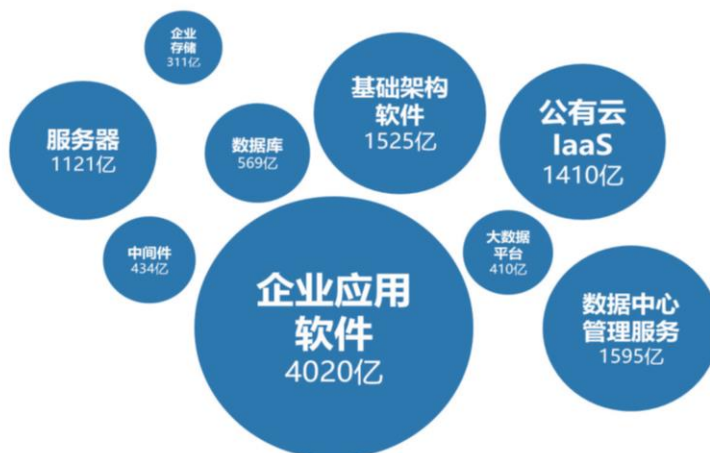 企业
存储
311亿
基础架构
软件
1525亿
公有云
IaaS
1410亿
服务器
1121亿
数据库
569亿
中间件
434亿
大数据
平台
410亿
企业应用
软件
4020亿
数据中心
管理服务
1595亿